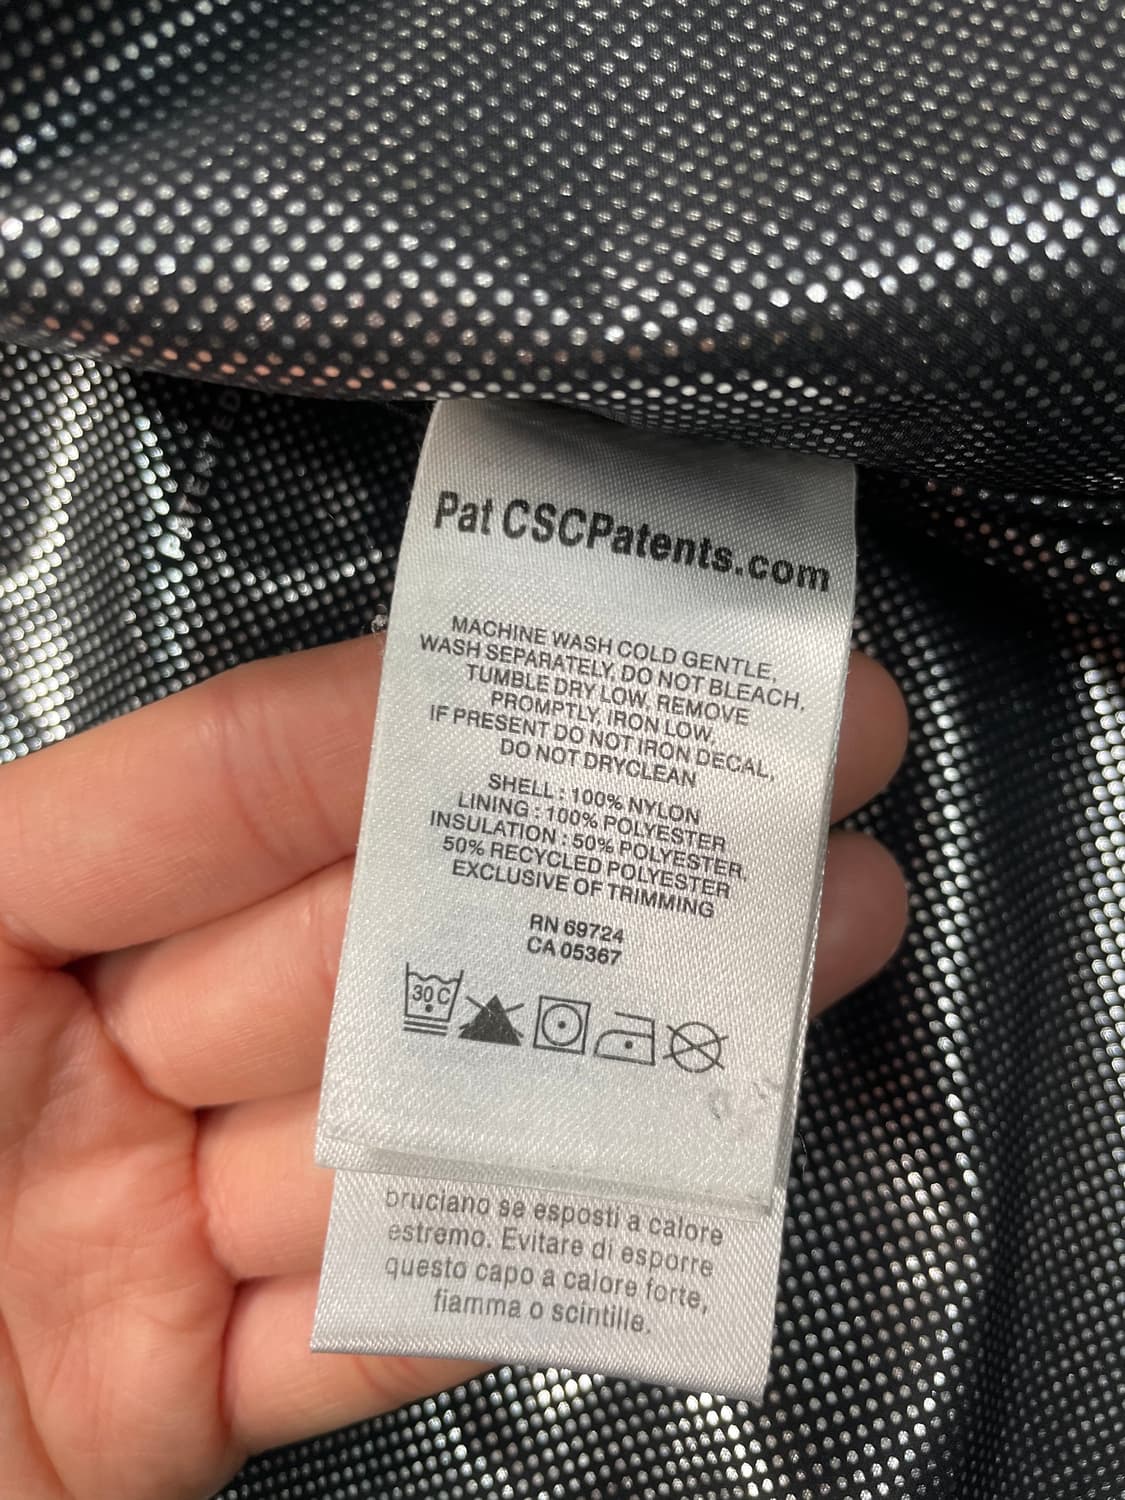 PATENTED
Pat CSCPatents.com
MACHINE WASH COLD GENTLE,
WASH SEPARATELY, DO NOT BLEACH,
TUMBLE DRY LOW, REMOVE
PROMPTLY, IRON LOW,
IF PRESENT DO NOT IRON DECAL,
DO NOT DRYCLEAN
SHELL : 100% NYLON
LINING : 100% POLYESTER
INSULATION : 50% POLYESTER,
50% RECYCLED POLYESTER
EXCLUSIVE OF TRIMMING
RN 69724
CA 05367
30 C
bruciano se esposti a calore
estremo. Evitare di esporre
questo capo a calore forte,
fiamma o scintille.